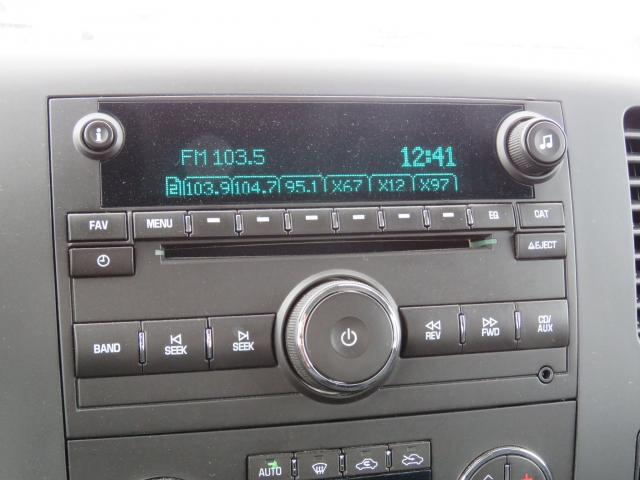 i
FM 103.5 12:41
2 103.9 104.7 95.1 X67 X12 X97
FAV MENU EQ CAT
EJECT
BAND SEEK SEEK REV FWD CD/AUX
AUTO